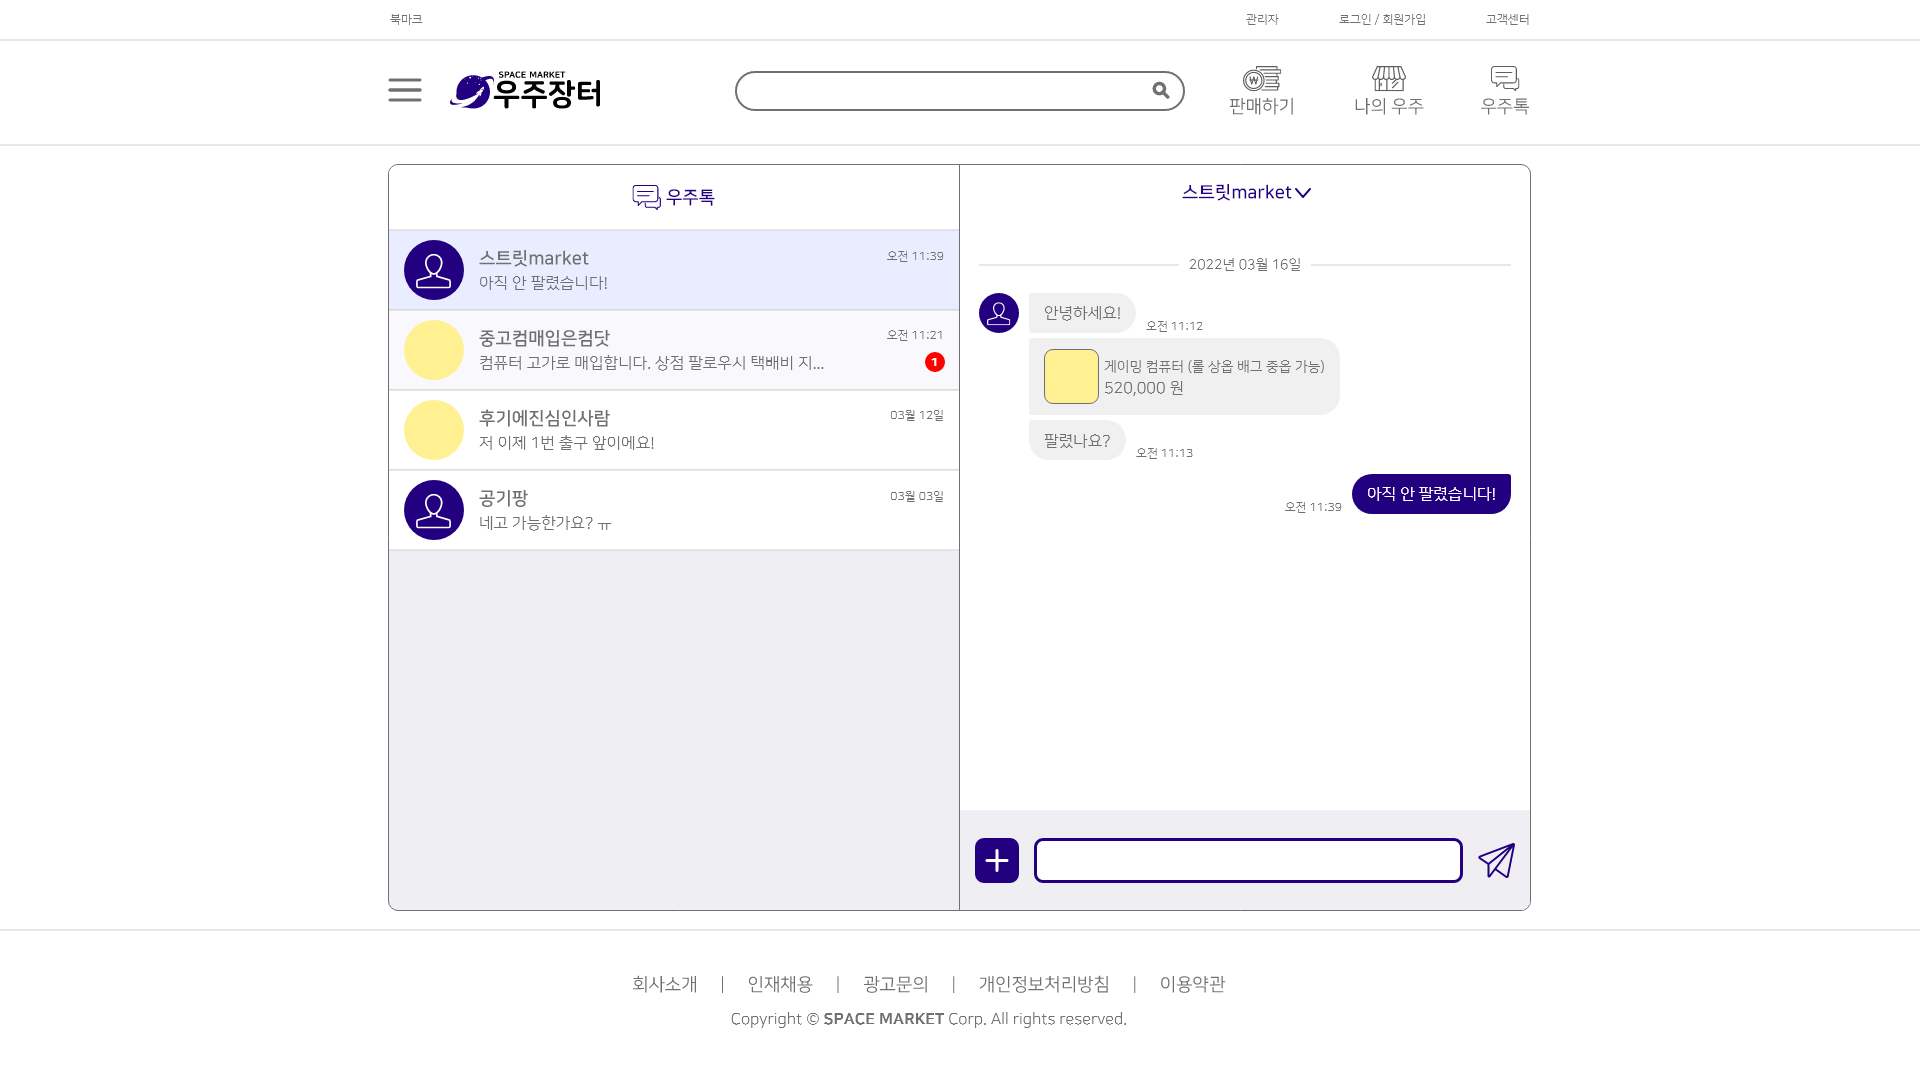 북마크
관리자
로그인 / 회원가입
고객센터
SPACE MARKET
우주장터
판매하기
나의 우주
우주톡
우주톡
스트릿market
오전 11:39
아직 안 팔렸습니다!
중고컴매입은컴닷
오전 11:21
컴퓨터 고가로 매입합니다. 상점 팔로우시 택배비 지...
1
후기에진심인사람
03월 12일
저 이제 1번 출구 앞이에요!
공기팡
03월 03일
네고 가능한가요? ㅠ
스트릿market
2022년 03월 16일
안녕하세요!
오전 11:12
게이밍 컴퓨터 (롤 상옵 배그 중옵 가능)
520,000 원
팔렸나요?
오전 11:13
아직 안 팔렸습니다!
오전 11:39
회사소개 | 인재채용 | 광고문의 | 개인정보처리방침 | 이용약관
Copyright © SPACE MARKET Corp. All rights reserved.